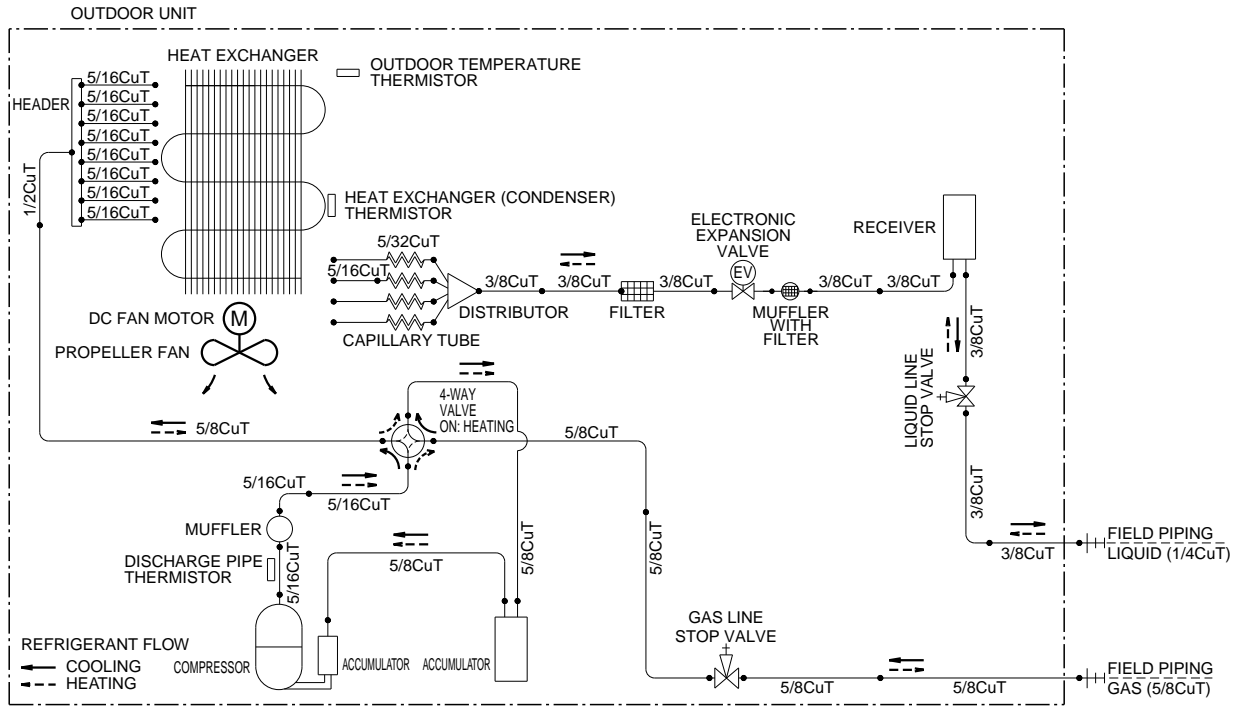 OUTDOOR UNIT
HEAT EXCHANGER
OUTDOOR TEMPERATURE
THERMISTOR
HEADER
5/16CuT
5/16CuT
5/16CuT
5/16CuT
5/16CuT
5/16CuT
5/16CuT
5/16CuT
1/2CuT
HEAT EXCHANGER (CONDENSER)
THERMISTOR
5/32CuT
5/16CuT
CAPILLARY TUBE
3/8CuT
DISTRIBUTOR
3/8CuT
FILTER
3/8CuT
ELECTRONIC
EXPANSION
VALVE
EV
MUFFLER
WITH
FILTER
3/8CuT
3/8CuT
RECEIVER
3/8CuT
LIQUID LINE
STOP VALVE
3/8CuT
3/8CuT
FIELD PIPING
LIQUID (1/4CuT)
DC FAN MOTOR
M
PROPELLER FAN
4-WAY
VALVE
ON: HEATING
5/8CuT
5/8CuT
5/16CuT
5/16CuT
MUFFLER
DISCHARGE PIPE
THERMISTOR
5/16CuT
5/8CuT
5/8CuT
5/8CuT
GAS LINE
STOP VALVE
REFRIGERANT FLOW
COOLING
HEATING
COMPRESSOR
ACCUMULATOR
ACCUMULATOR
5/8CuT
5/8CuT
FIELD PIPING
GAS (5/8CuT)